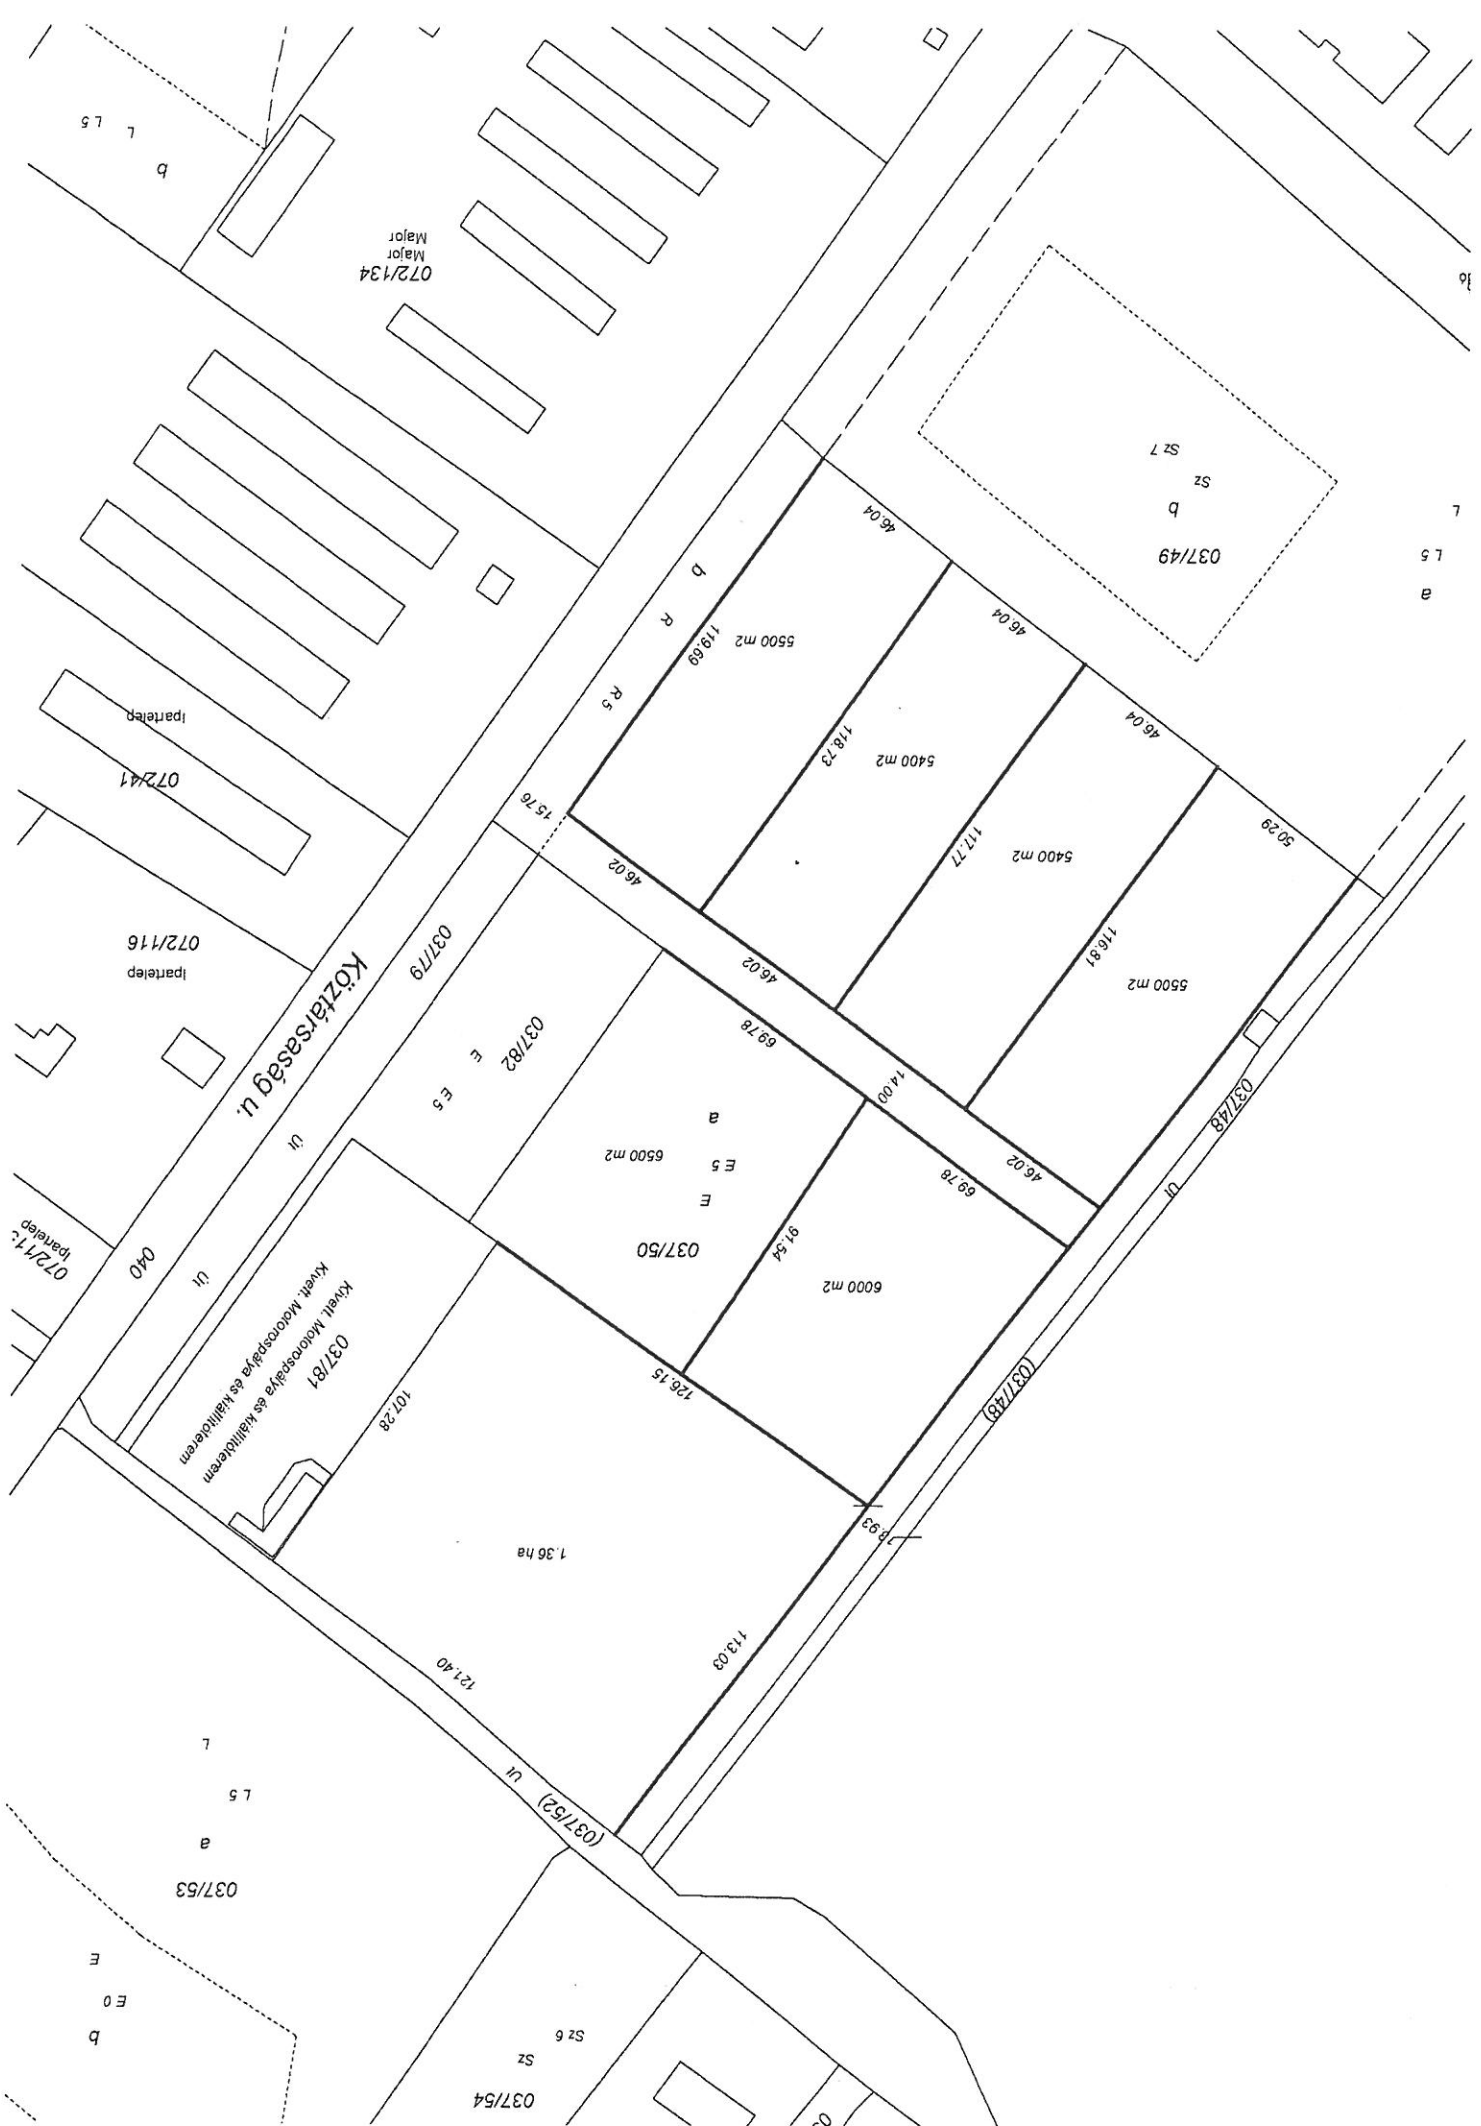 037/54
Sz
Sz 6
b
E 0
E
037/53
a
L 5
L
(037/52)
Út
113.03
121.40
1.36 ha
18.93
107.28
037/81
Kivett. Motorospálya és kiállítóterem
Kivett. Motorospálya és kiállítóterem
126.15
(037/48)
Út
040
Ipartelep
6000 m2
91.54
037/50
E
E 5
a
6500 m2
69.78
69.78
14.00
Út
037/48
Út
Köztársaság u.
037/82
E
E 5
037/79
46.02
46.02
46.02
15.76
5500 m2
116.81
5400 m2
117.77
5400 m2
118.73
5500 m2
119.69
50.29
46.04
46.04
46.04
Ipartelep
072/116
072/41
Ipartelep
R 5
R
b
a
L 5
L
037/49
b
Sz
Sz 7
072/134
Major
Major
b
L
L 5